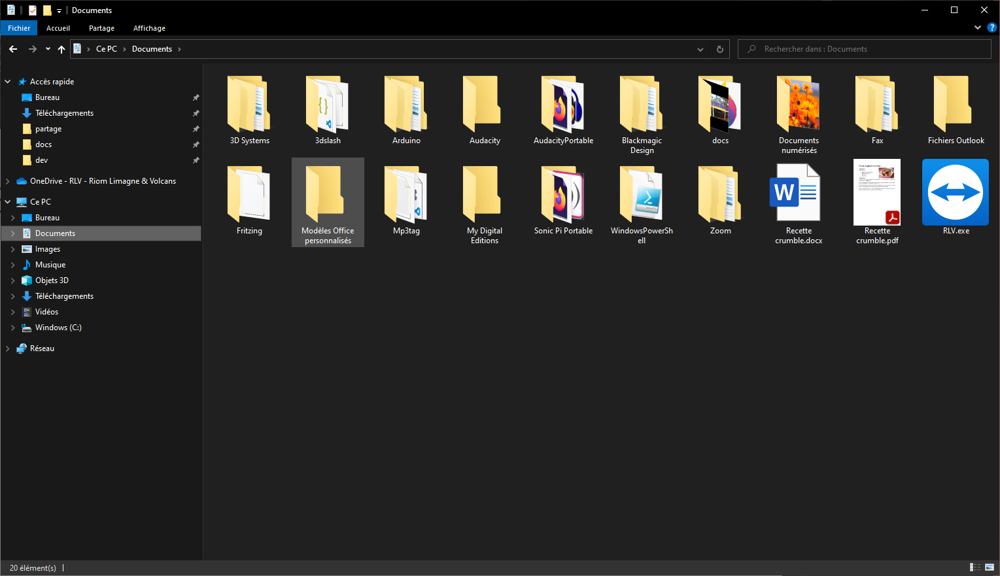 Documents
Fichier Accueil Partage Affichage
Ce PC Documents
Rechercher dans : Documents
Accès rapide
Bureau
Téléchargements
partage
docs
dev
OneDrive - RLV - Riom Limagne & Volcans
Ce PC
Bureau
Documents
Images
Musique
Objets 3D
Téléchargements
Vidéos
Windows (C:)
Réseau
3D Systems 3dslash Arduino Audacity AudacityPortable Blackmagic docs Documents Fax Fichiers Outlook
Design numérisés
Fritzing Modèles Office Mp3tag My Digital Sonic Pi Portable WindowsPowerSh Zoom Recette Recette RLV.exe
personnalisés Editions ell crumble.docx crumble.pdf
20 élément(s)